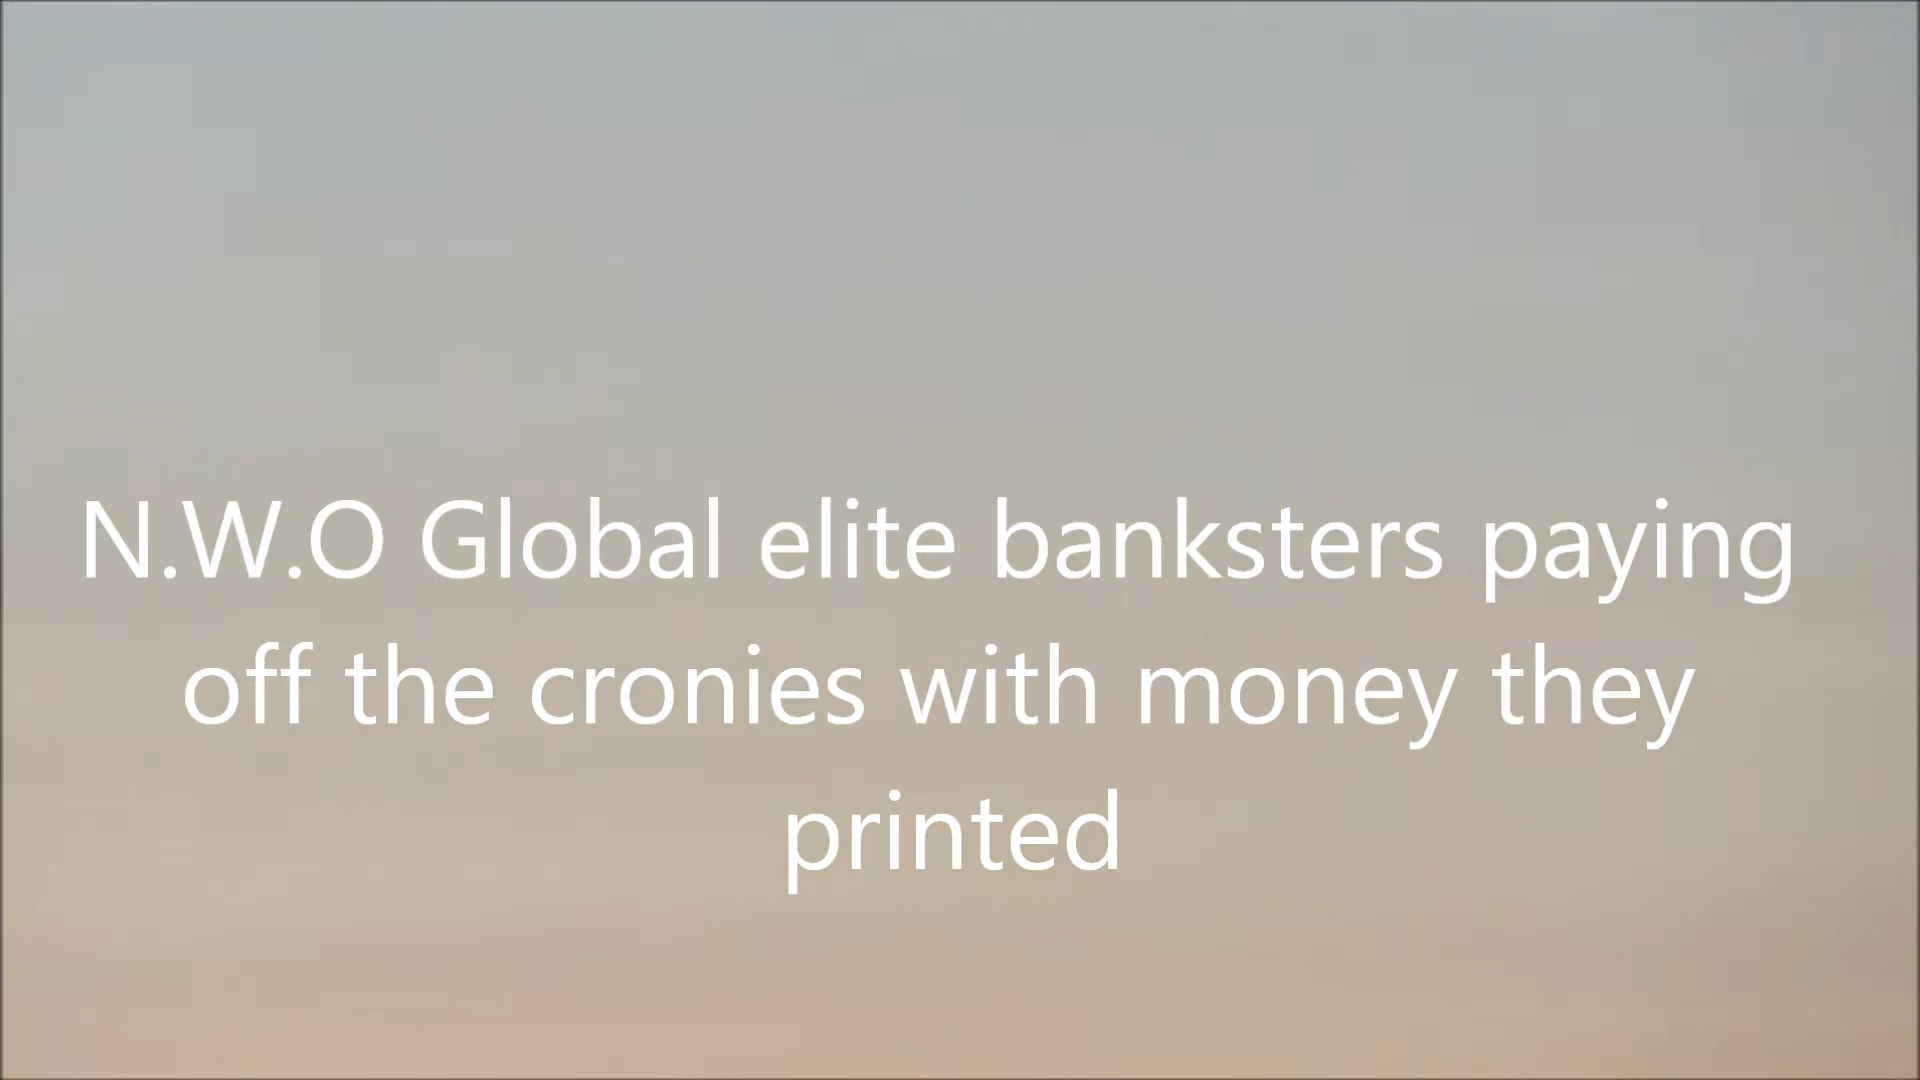 N.W.O Global elite banksters paying
off the cronies with money they
printed